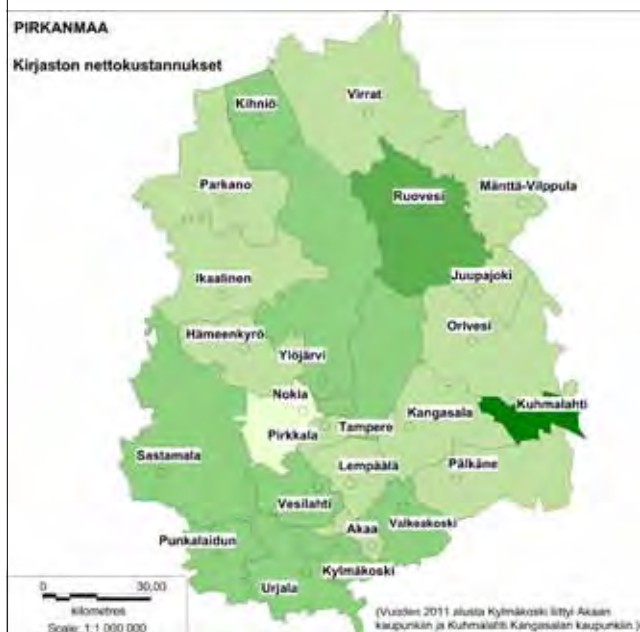 PIRKANMAA
Kirjaston nettokustannukset
Virrat
Kihniö
Parkano
Mänttä-Vilppula
Ruovesi
Juupajoki
Ikaalinen
Orivesi
Hämeenkyrö
Ylöjärvi
Nokia
Kuhmalahti
Kangasala
Tampere
Pirkkala
Sastamala
Lempäälä
Pälkäne
Vesilahti
Akaa
Valkeakoski
Punkalaidun
Kylmäkoski
Urjala
0 30,00
kilometres
Scale: 1:1 000 000
(Vuoden 2011 alusta Kylmäkoski liittyi Akaan
kaupunkiin ja Kuhmalahti Kangasalan kaupunkiin.)